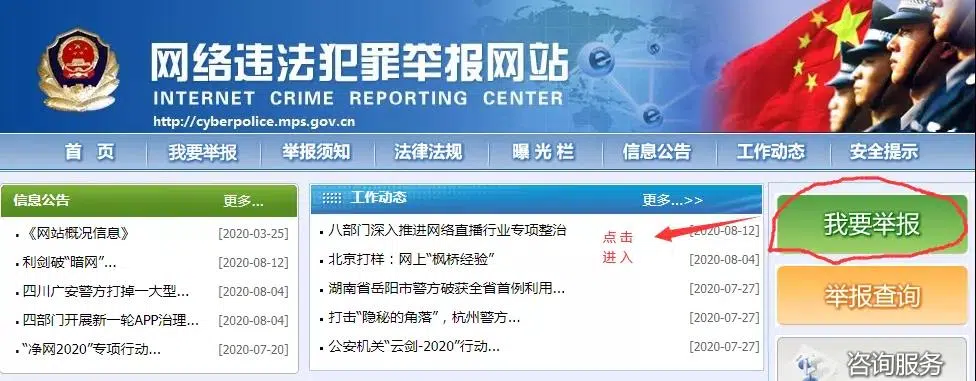 网络违法犯罪举报网站
INTERNET CRIME REPORTING CENTER
http://cyberpolice.mps.gov.cn
首 页 我要举报 举报须知 法律法规 曝光栏 信息公告 工作动态 安全提示
信息公告 更多...
·《网站概况信息》 [2020-03-25]
·利剑破“暗网”... [2020-08-12]
·四川广安警方打掉一大型... [2020-08-04]
·四部门开展新一轮APP治理... [2020-08-04]
·“净网2020”专项行动... [2020-07-20]
工作动态 更多...>>
·八部门深入推进网络直播行业专项整治 [2020-08-12]
·北京打样：网上“枫桥经验” [2020-08-04]
·湖南省岳阳市警方破获全省首例利用... [2020-07-27]
·打击“隐秘的角落”，杭州警方... [2020-07-27]
·公安机关“云剑-2020”行动... [2020-07-27]
点击
进入
我要举报
举报查询
咨询服务